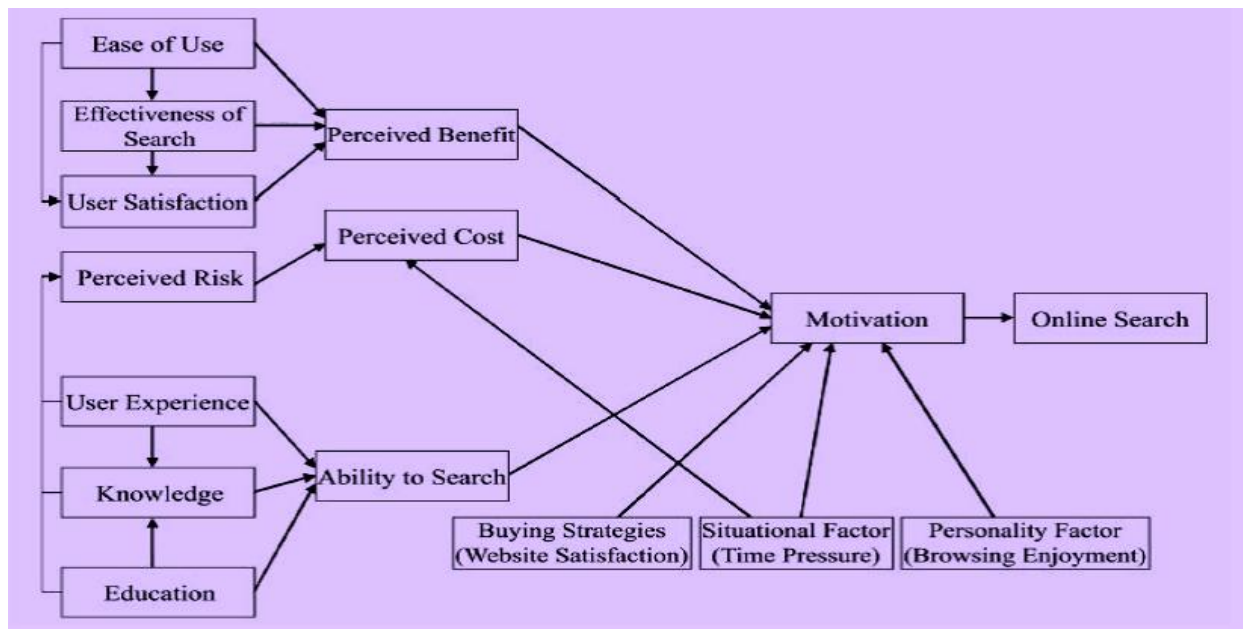 Ease of Use
Effectiveness of
Search
User Satisfaction
Perceived Benefit
Perceived Cost
Perceived Risk
Motivation
Online Search
User Experience
Knowledge
Education
Ability to Search
Buying Strategies
(Website Satisfaction)
Situational Factor
(Time Pressure)
Personality Factor
(Browsing Enjoyment)